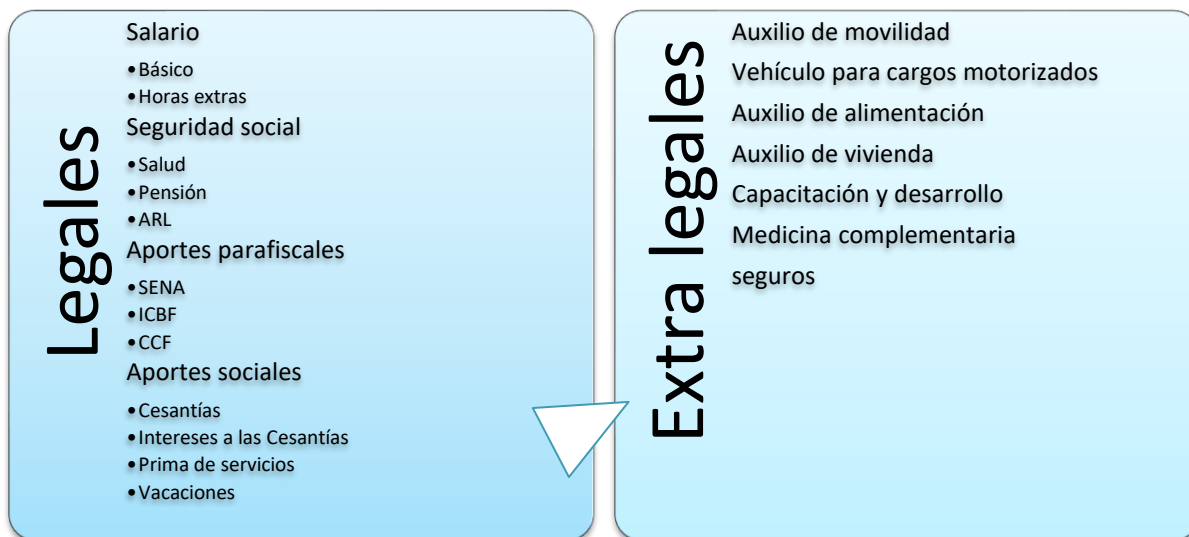 Legales
Salario
•Básico
•Horas extras
Seguridad social
•Salud
•Pensión
•ARL
Aportes parafiscales
•SENA
•ICBF
•CCF
Aportes sociales
•Cesantías
•Intereses a las Cesantías
•Prima de servicios
•Vacaciones
Extra legales
Auxilio de movilidad
Vehículo para cargos motorizados
Auxilio de alimentación
Auxilio de vivienda
Capacitación y desarrollo
Medicina complementaria
seguros